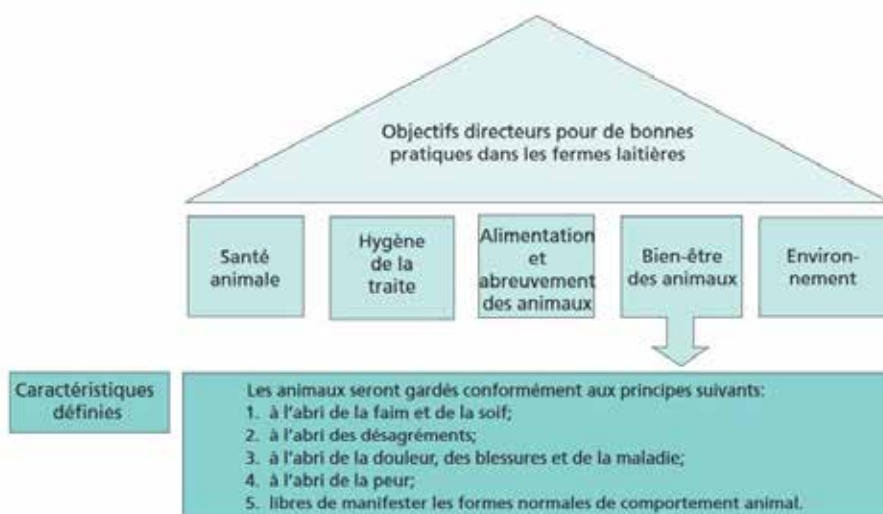 Objectifs directeurs pour de bonnes
pratiques dans les fermes laitières
Santé
animale
Hygène
de la
traite
Alimentation
et
abreuvement
des animaux
Bien-être
des animaux
Environ-
nement
Caractéristiques
définies
Les animaux seront gardès conformément aux principes suivants:
1. à l'abri de la faim et de la soif;
2. à l'abri des désagréments;
3. à l'abri de la douleur, des blessures et de la maladie;
4. à l'abri de la peur;
5. libres de manifester les formes normales de comportement animal.